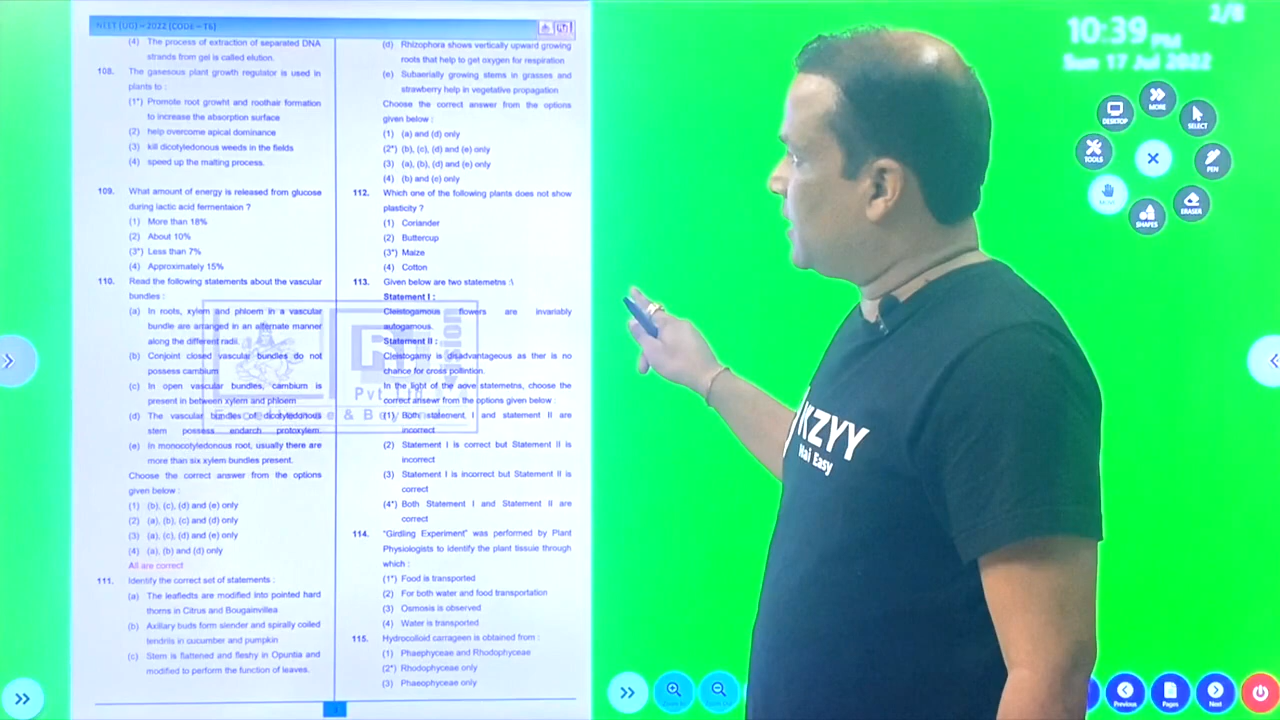 NEET (UG) – 2022 (CODE – T6)
(4) The process of extraction of separated DNA
strands from gel is called elution.
108. The gasesous plant growth regulator is used in
plants to :
(1*) Promote root growht and roothair formation
to increase the absorption surface
(2) help overcome apical dominance
(3) kill dicotyledonous weeds in the fields
(4) speed up the malting process.
109. What amount of energy is released from glucose
during lactic acid fermentaion ?
(1) More than 18%
(2) About 10%
(3*) Less than 7%
(4) Approximately 15%
110. Read the following statements about the vascular
bundles :
(a) In roots, xylem and phloem in a vascular
bundle are arranged in an alternate manner
along the different radii.
(b) Conjoint closed vascular bundles do not
possess cambium
(c) In open vascular bundles, cambium is
present in between xylem and phloem
(d) The vascular bundles of dicotyledonous
stem possess endarch protoxylem.
(e) In monocotyledonous root, usually there are
more than six xylem bundles present.
Choose the correct answer from the options
given below :
(1) (b), (c), (d) and (e) only
(2) (a), (b), (c) and (d) only
(3) (a), (c), (d) and (e) only
(4) (a), (b) and (d) only
All are correct
111. Identify the correct set of statements :
(a) The leafledts are modified into pointed hard
thorns in Citrus and Bougainvillea
(b) Axillary buds form slender and spirally coiled
tendrils in cucumber and pumpkin
(c) Stem is flattened and fleshy in Opuntia and
modified to perform the function of leaves.
(d) Rhizophora shows vertically upward growing
roots that help to get oxygen for respiration
(e) Subaerially growing stems in grasses and
strawberry help in vegetative propagation
Choose the correct answer from the options
given below :
(1) (a) and (d) only
(2*) (b), (c), (d) and (e) only
(3) (a), (b), (d) and (e) only
(4) (b) and (c) only
112. Which one of the following plants does not show
plasticity ?
(1) Coriander
(2) Buttercup
(3*) Maize
(4) Cotton
113. Given below are two statemetns :\
Statement I :
Cleistogamous flowers are invariably
autogamous.
Statement II :
Cleistogamy is disadvantageous as ther is no
chance for cross pollintion.
In the light of the aove statemetns, choose the
correct ansewr from the options given below :
(1) Both statement I and statement II are
incorrect
(2) Statement I is correct but Statement II is
incorrect
(3) Statement I is incorrect but Statement II is
correct
(4*) Both Statement I and Statement II are
correct
114. "Girdling Experiment" was performed by Plant
Physiologists to identify the plant tissuie through
which :
(1*) Food is transported
(2) For both water and food transportation
(3) Osmosis is observed
(4) Water is transported
115. Hydrocolloid carrageen is obtained from :
(1) Phaephyceae and Rhodophyceae
(2*) Rhodophyceae only
(3) Phaeophyceae only
Pvt. Ltd
vision
1/8
10:39 PM
Sun 17 Jul 2022
DESKTOP
MORE
SELECT
TOOLS
PEN
ERASER
SHAPES
KZYY
Hai Easy
Zoom In
Zoom Out
Previous
Pages
Next